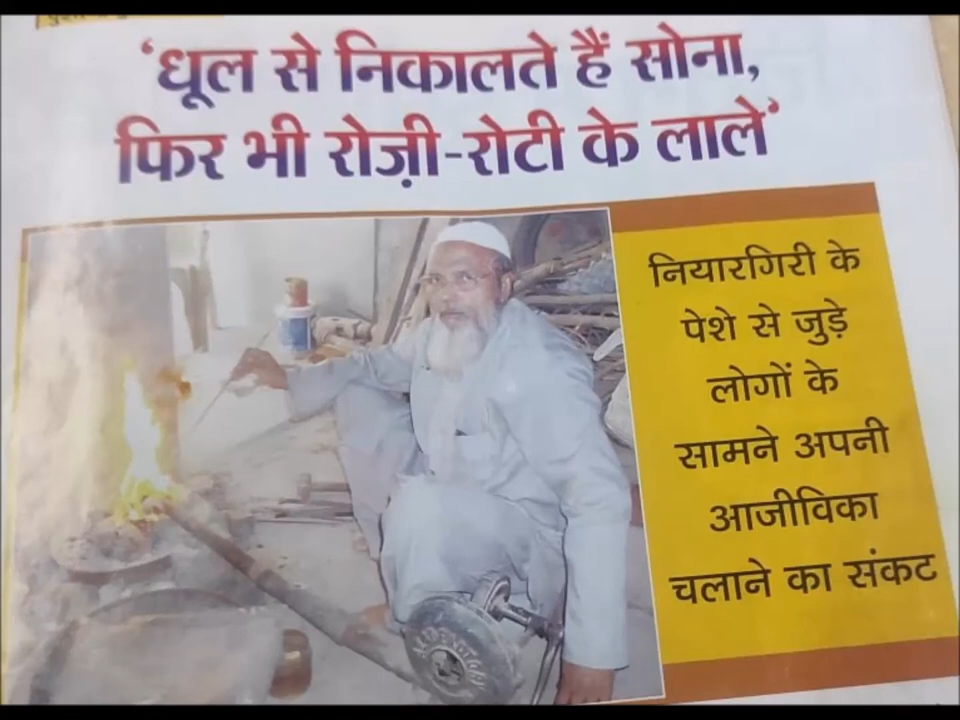 ‘धूल से निकालते हैं सोना,
फिर भी रोज़ी-रोटी के लाले’
नियारगिरी के
पेशे से जुड़े
लोगों के
सामने अपनी
आजीविका
चलाने का संकट